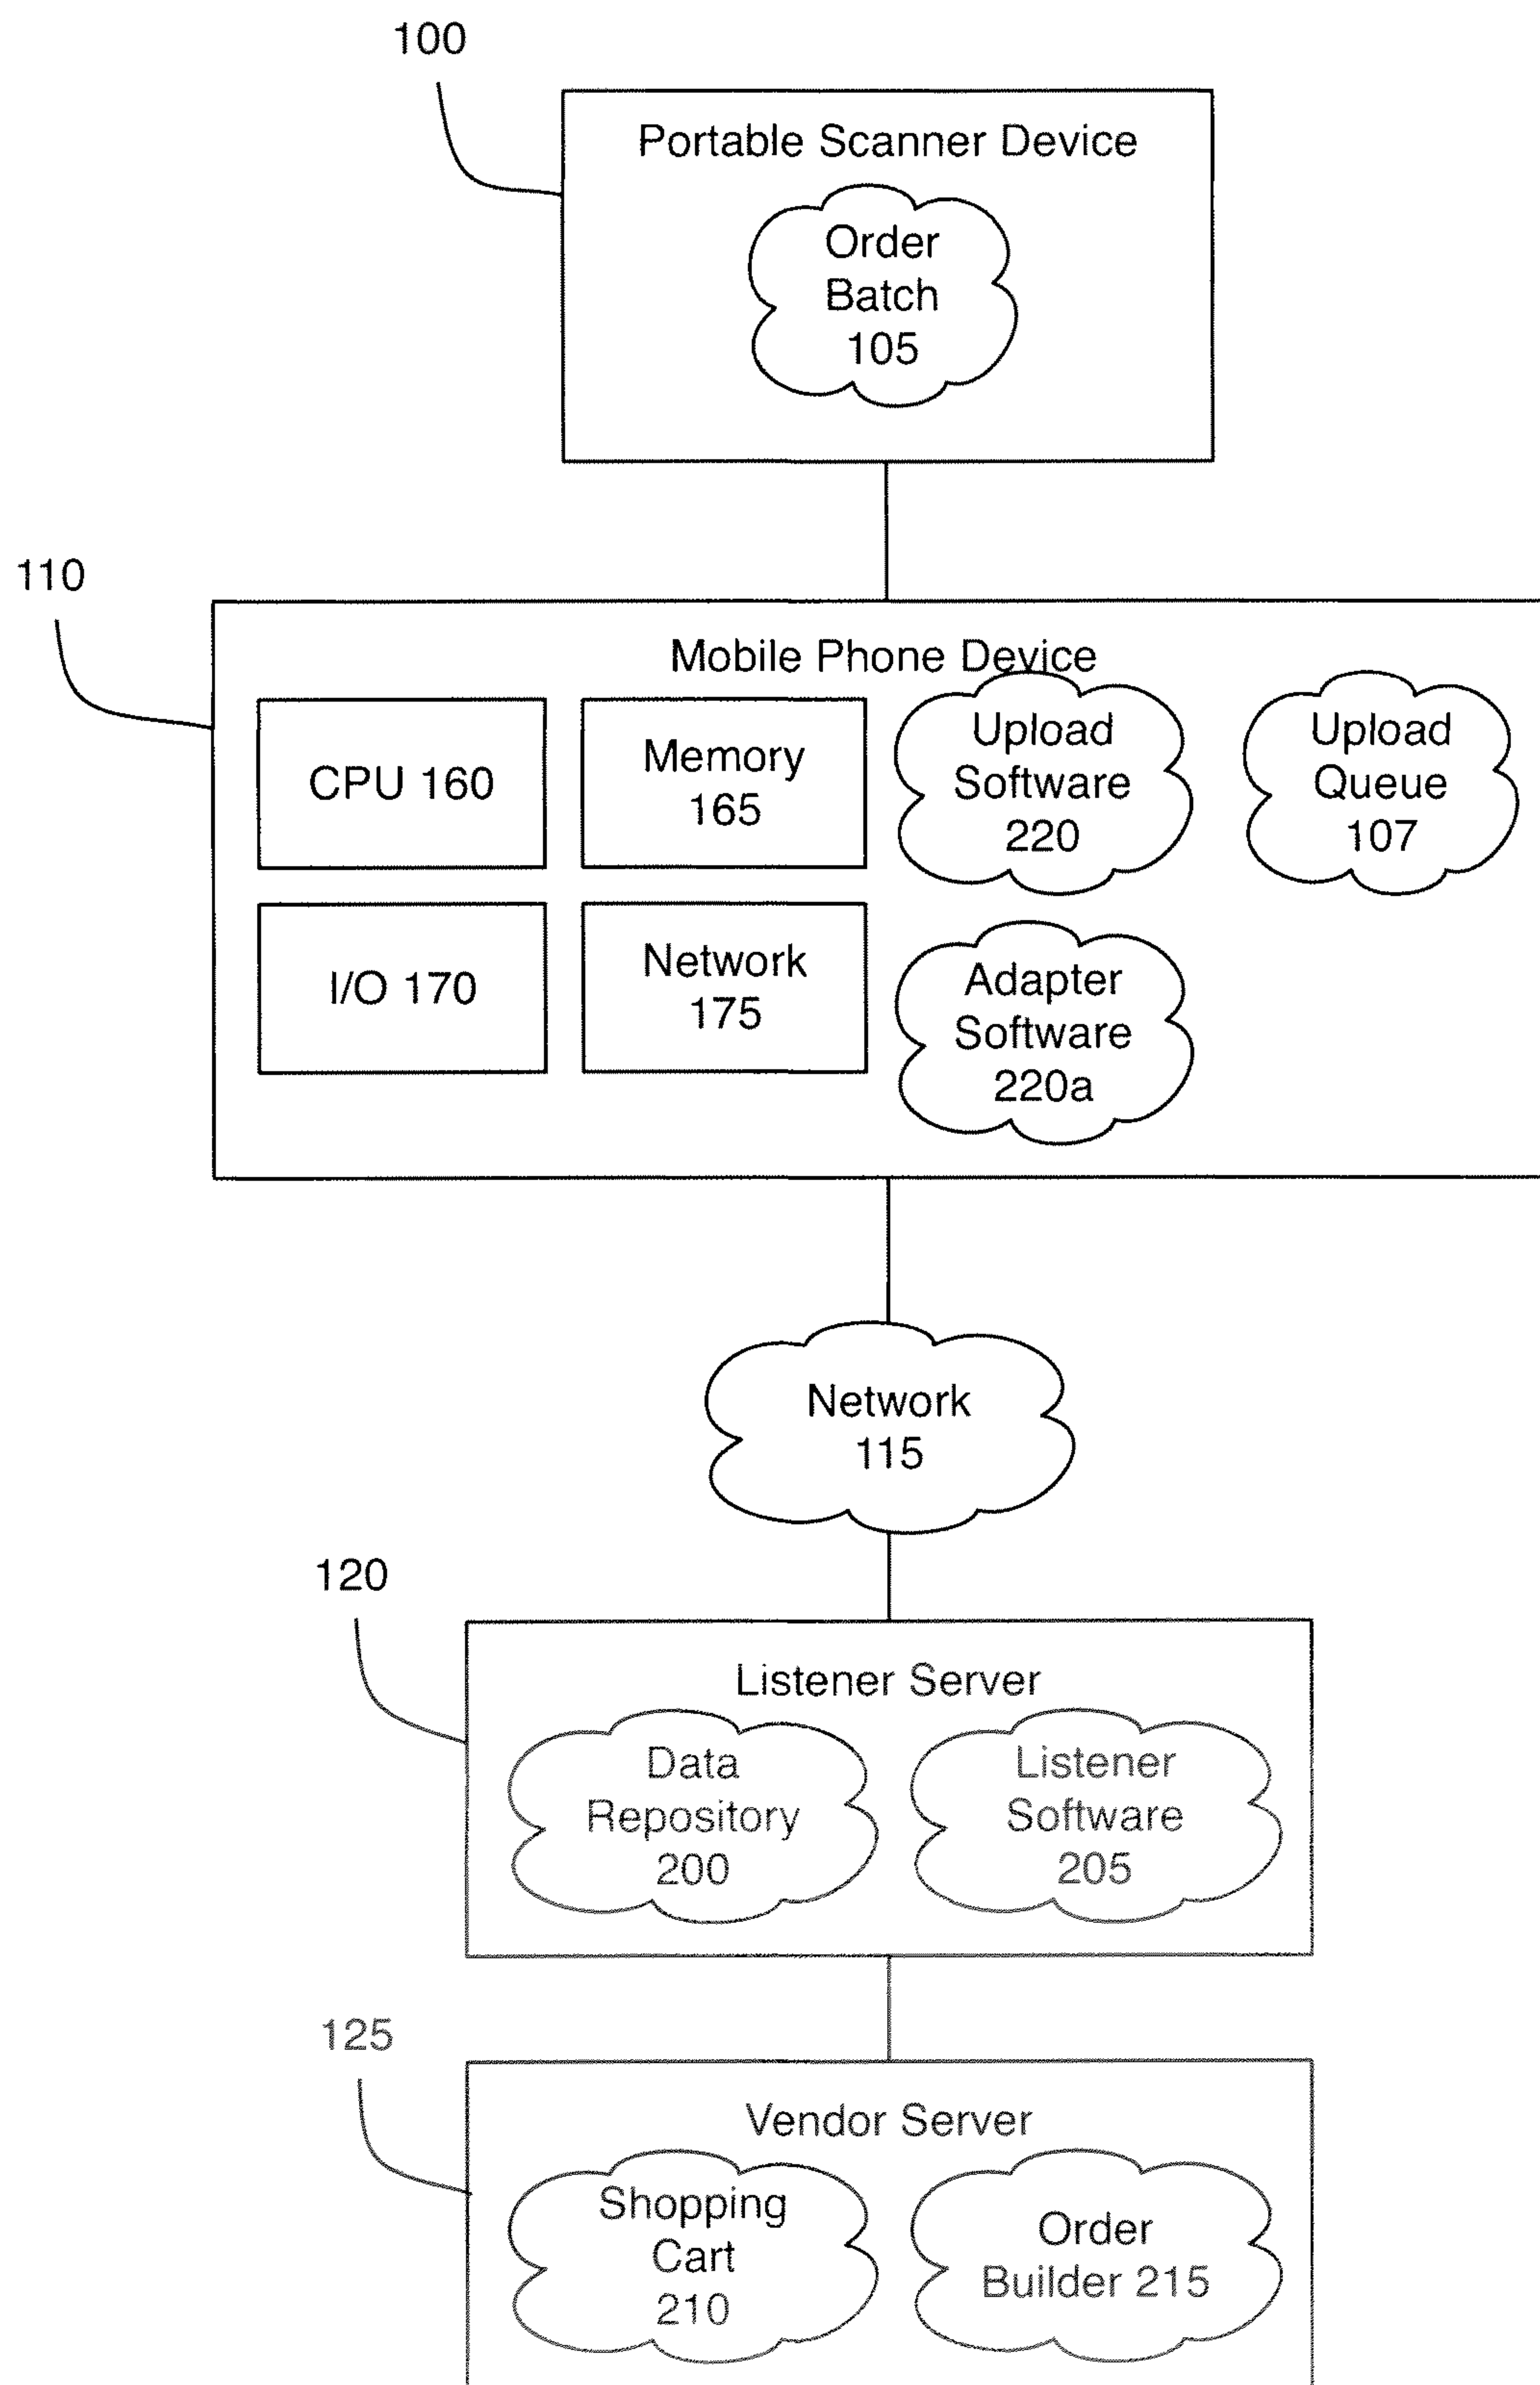 100
Portable Scanner Device
Order
Batch
105
110
Mobile Phone Device
CPU 160
Memory
165
Upload
Software
220
Upload
Queue
107
I/O 170
Network
175
Adapter
Software
220a
Network
115
120
Listener Server
Data
Repository
200
Listener
Software
205
125
Vendor Server
Shopping
Cart
210
Order
Builder 215